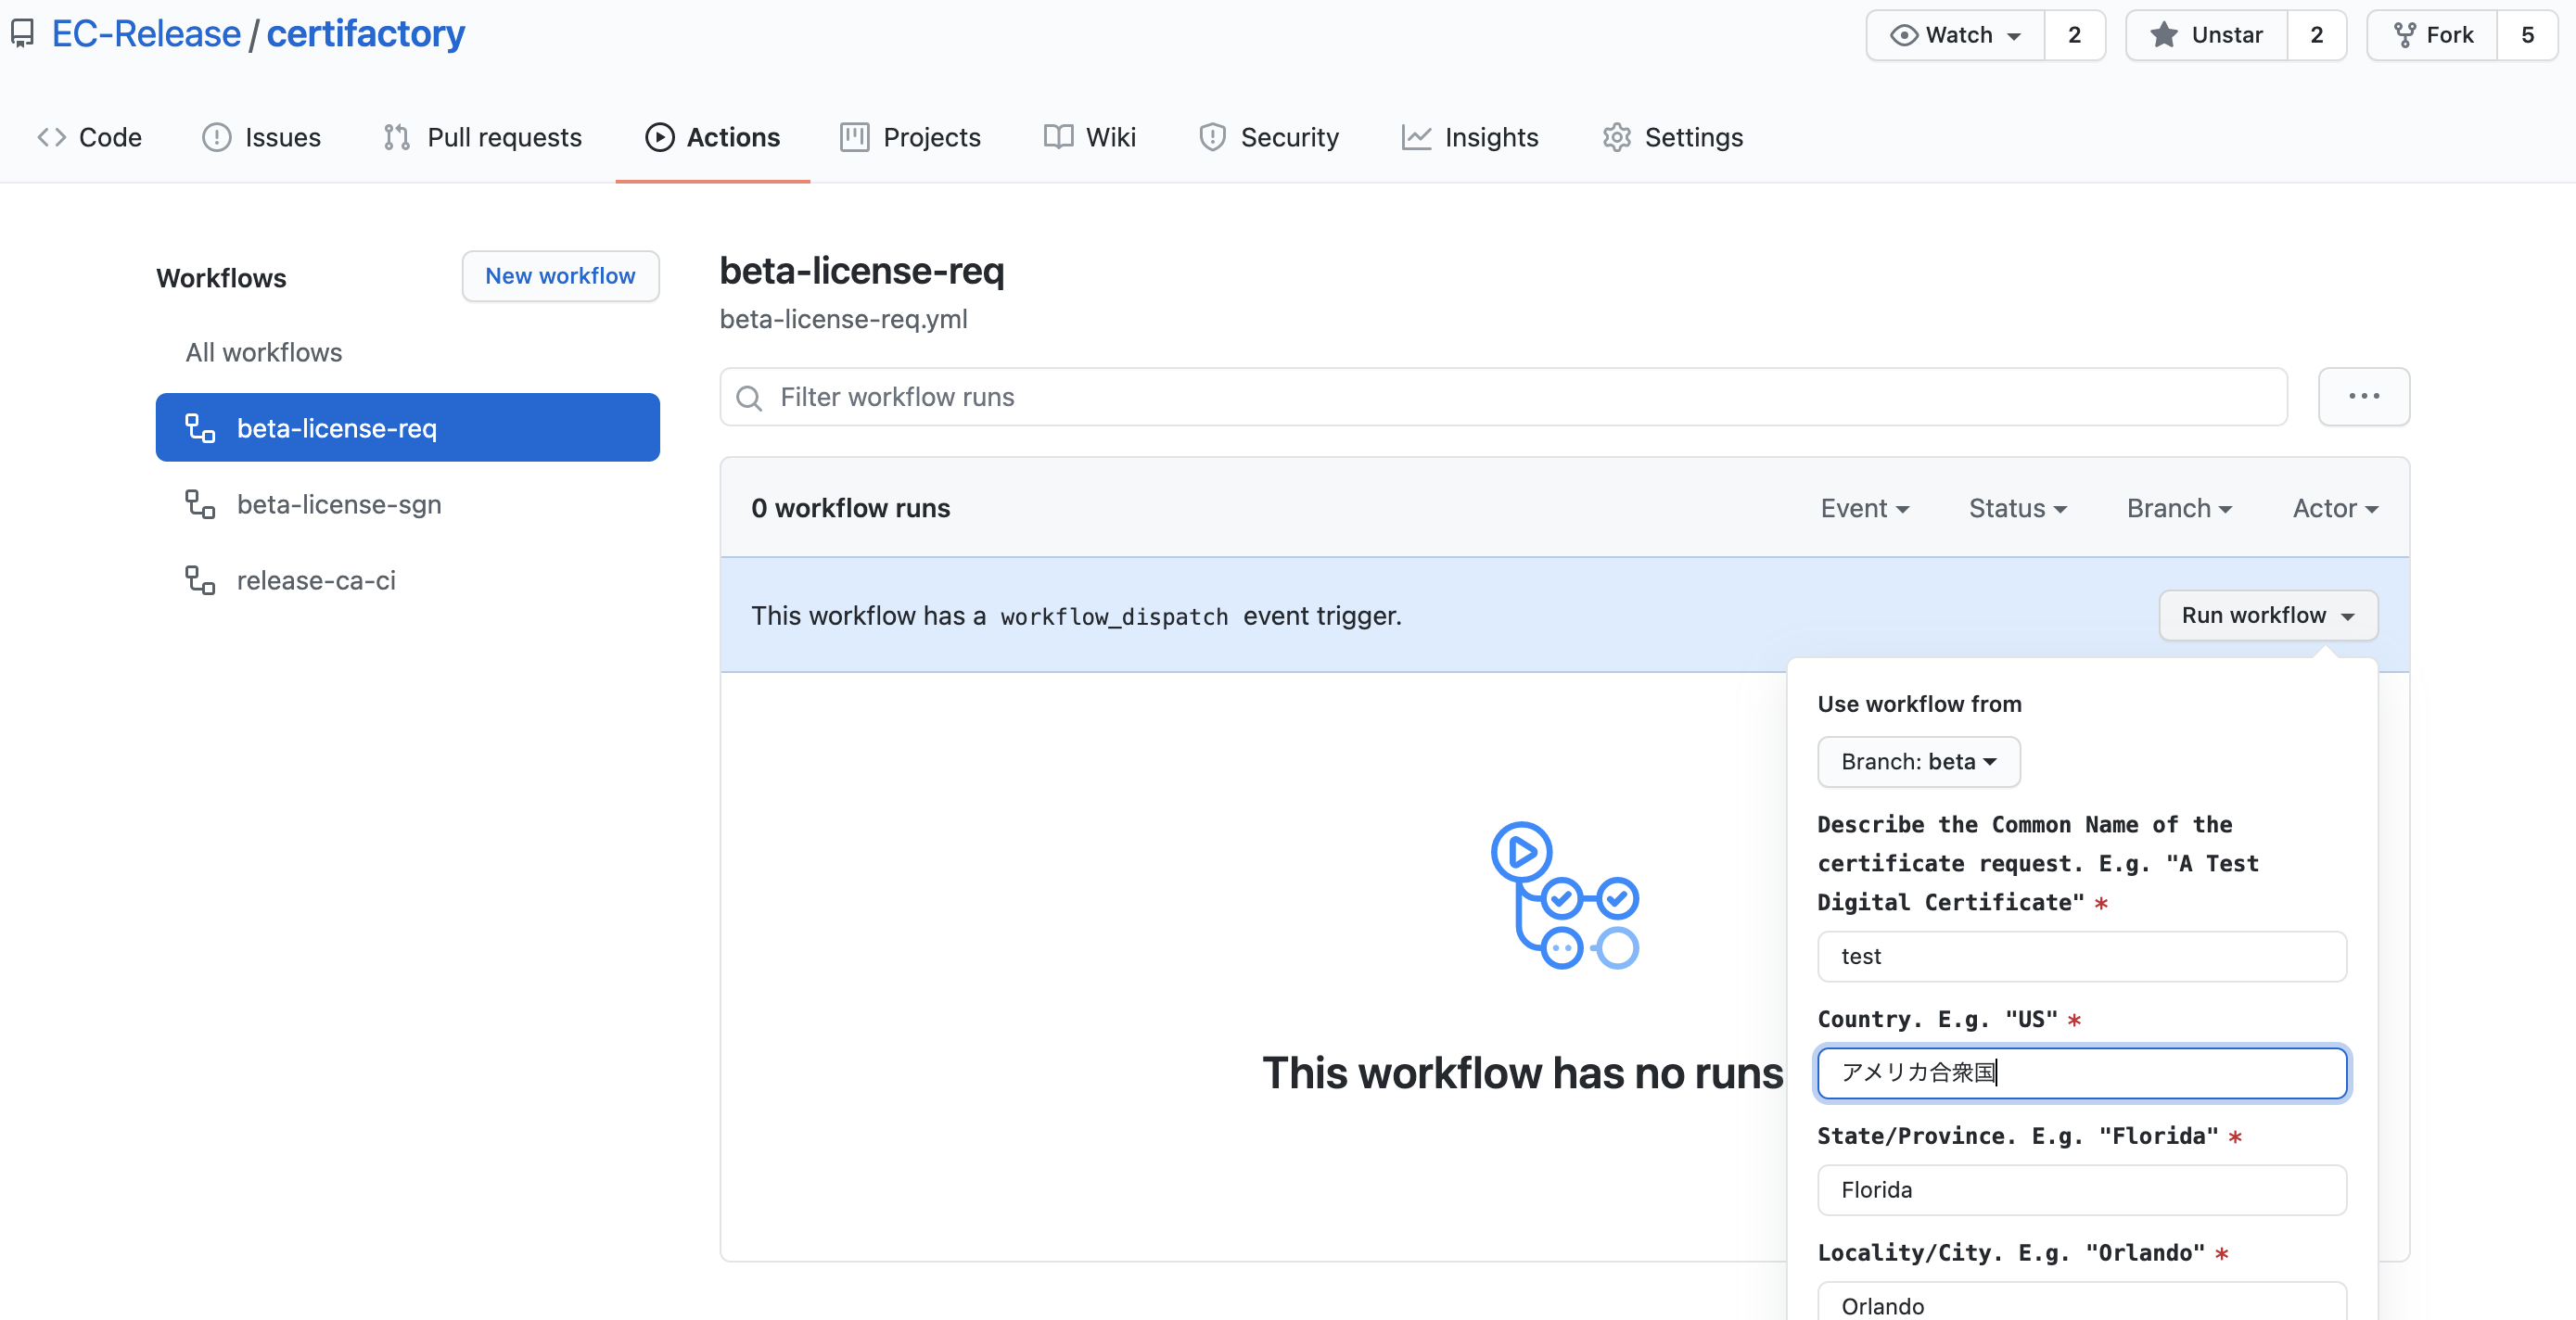 EC-Release / certifactory
Watch 2 Unstar 2 Fork 5
Code Issues Pull requests Actions Projects Wiki Security Insights Settings
Workflows
New workflow
All workflows
beta-license-req
beta-license-sgn
release-ca-ci
beta-license-req
beta-license-req.yml
Filter workflow runs
0 workflow runs
Event Status Branch Actor
This workflow has a workflow_dispatch event trigger.
Run workflow
This workflow has no runs
Use workflow from
Branch: beta
Describe the Common Name of the
certificate request. E.g. "A Test
Digital Certificate" *
test
Country. E.g. "US" *
アメリカ合衆国
State/Province. E.g. "Florida" *
Florida
Locality/City. E.g. "Orlando" *
Orlando